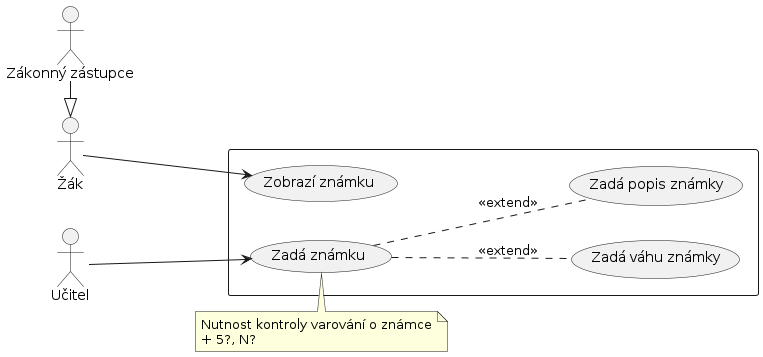 Zákonný zástupce
Žák
Zobrazí známku
Zadá popis známky
«extend»
Učitel
Zadá známku
«extend»
Zadá váhu známky
Nutnost kontroly varování o známce
+ 5?, N?